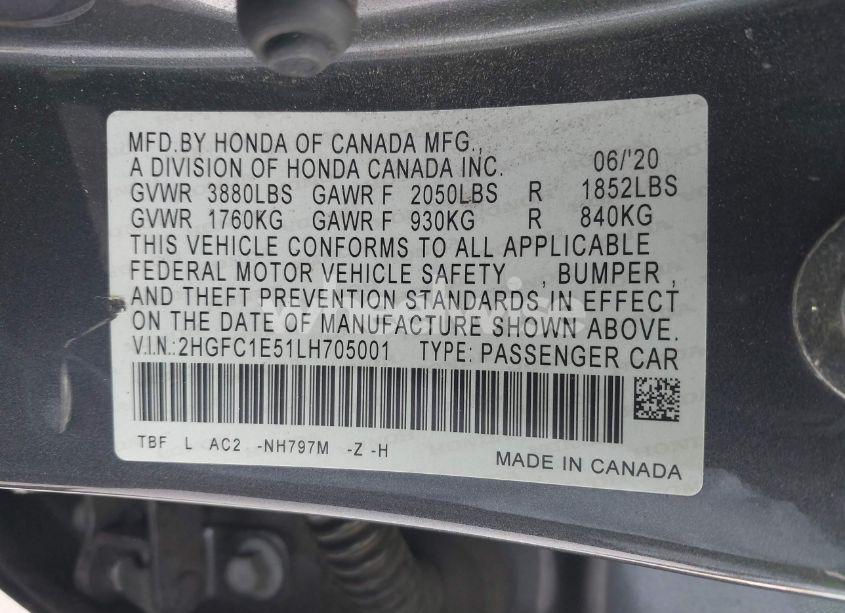 MFD.BY HONDA OF CANADA MFG.,
A DIVISION OF HONDA CANADA INC. 06/'20
GVWR 3880LBS GAWR F 2050LBS R 1852LBS
GVWR 1760KG GAWR F 930KG R 840KG
THIS VEHICLE CONFORMS TO ALL APPLICABLE
FEDERAL MOTOR VEHICLE SAFETY , BUMPER ,
AND THEFT PREVENTION STANDARDS IN EFFECT
ON THE DATE OF MANUFACTURE SHOWN ABOVE.
V.I.N.:2HGFC1E51LH705001 TYPE: PASSENGER CAR
TBF L AC2 -NH797M -Z -H
MADE IN CANADA